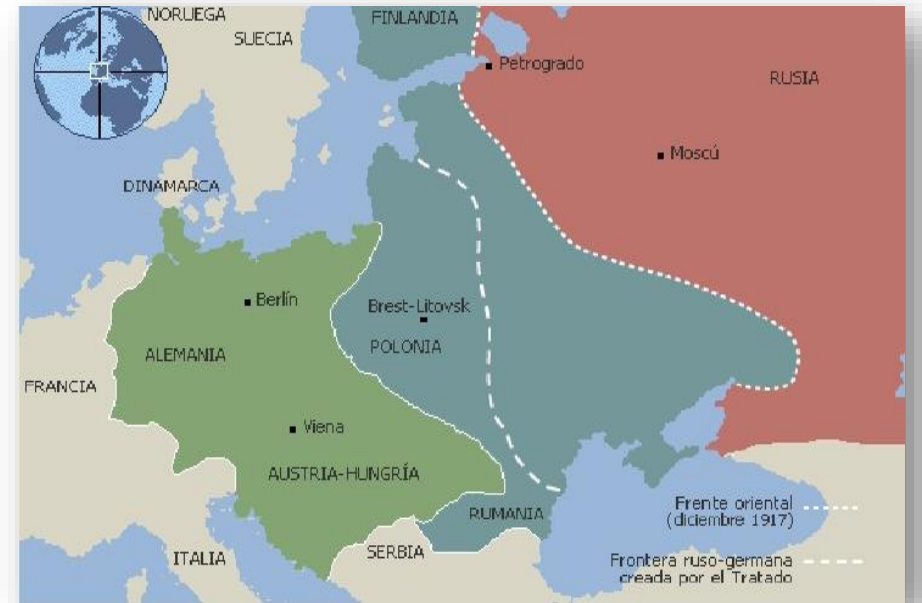 NORUEGA
SUECIA
FINLANDIA
Petrogrado
RUSIA
Moscú
DINAMARCA
Berlín
Brest-Litovsk
POLONIA
ALEMANIA
FRANCIA
Viena
AUSTRIA-HUNGRÍA
RUMANIA
SERBIA
ITALIA
Frente oriental
(diciembre 1917)
Frontera ruso-germana
creada por el Tratado